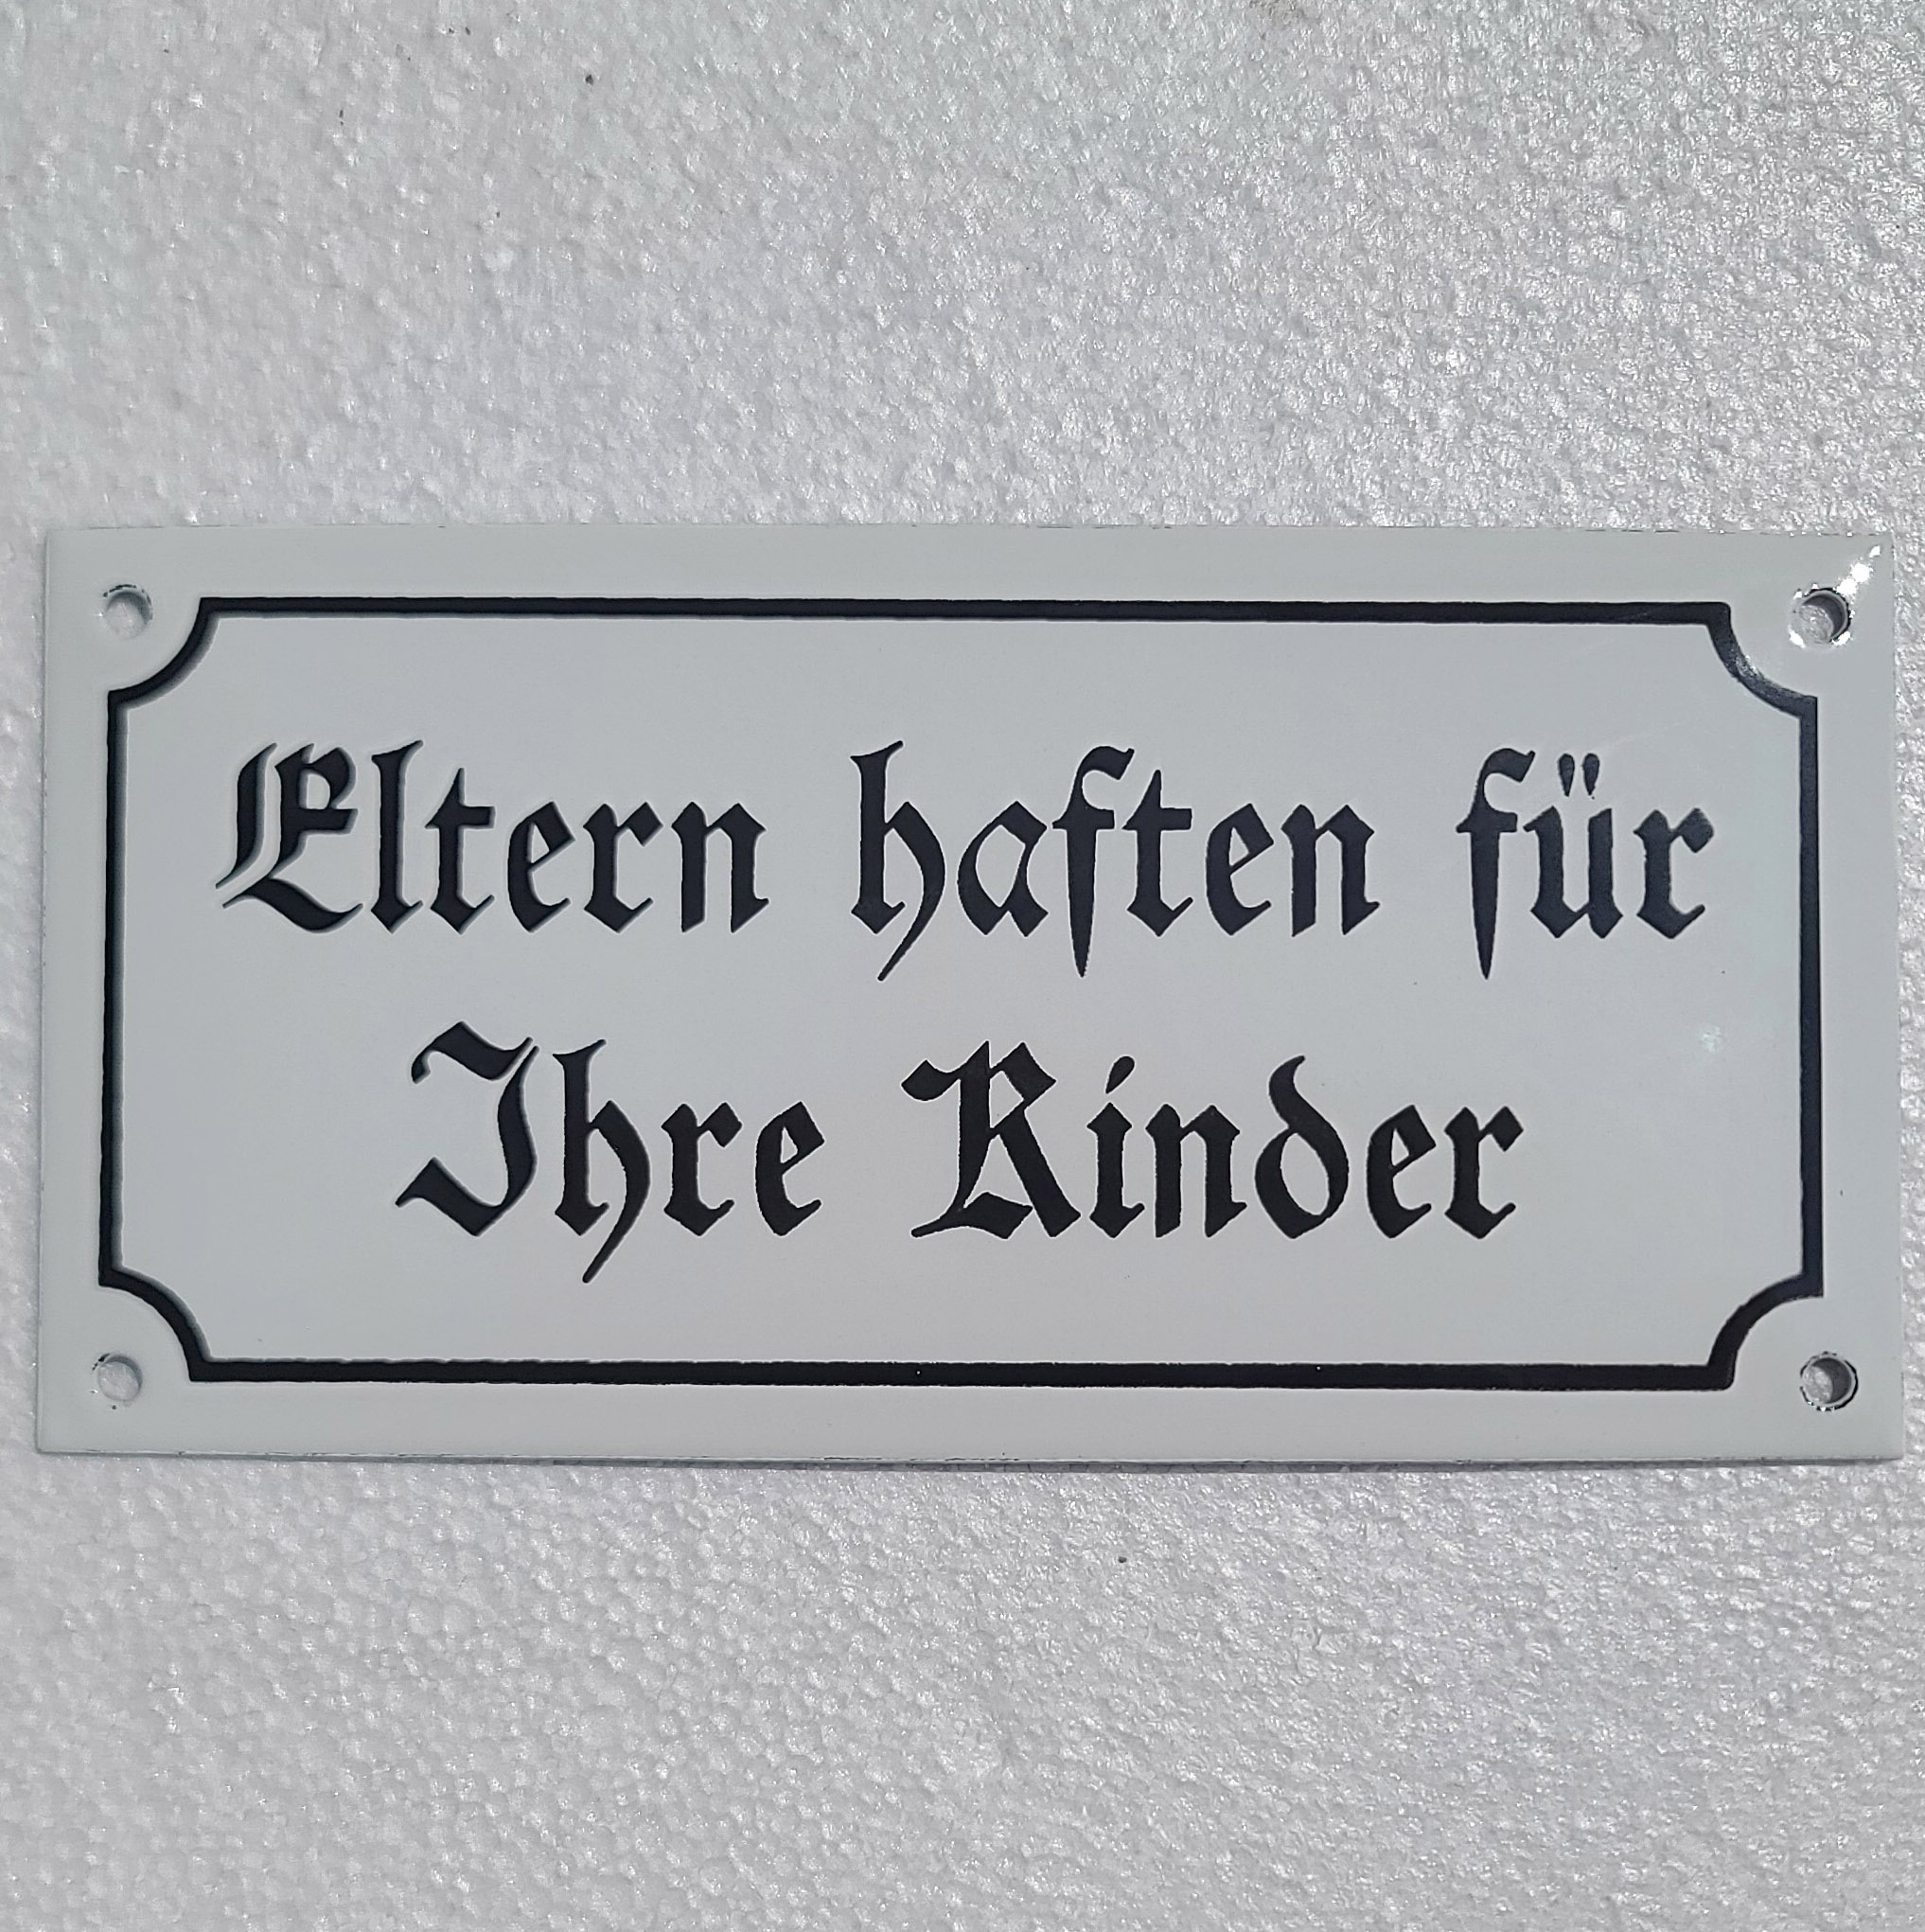 Eltern haften für
Ihre Kinder